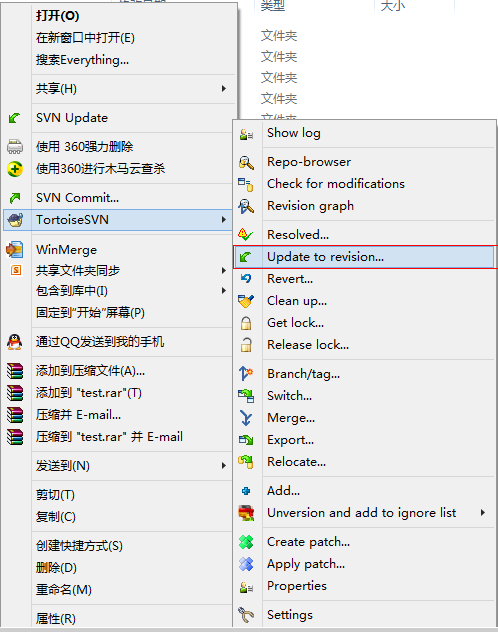 类型
大小
文件夹
文件夹
文件夹
文件夹
打开(O)
在新窗口中打开(E)
搜索Everything...
共享(H)
SVN Update
使用 360强力删除
使用360进行木马云查杀
SVN Commit...
TortoiseSVN
WinMerge
共享文件夹同步
包含到库中(I)
固定到"开始"屏幕(P)
通过QQ发送到我的手机
添加到压缩文件(A)...
添加到 "test.rar"(T)
压缩并 E-mail...
压缩到 "test.rar" 并 E-mail
发送到(N)
剪切(T)
复制(C)
创建快捷方式(S)
删除(D)
重命名(M)
属性(R)
Show log
Repo-browser
Check for modifications
Revision graph
Resolved...
Update to revision...
Revert...
Clean up...
Get lock...
Release lock...
Branch/tag...
Switch...
Merge...
Export...
Relocate...
Add...
Unversion and add to ignore list
Create patch...
Apply patch...
Properties
Settings